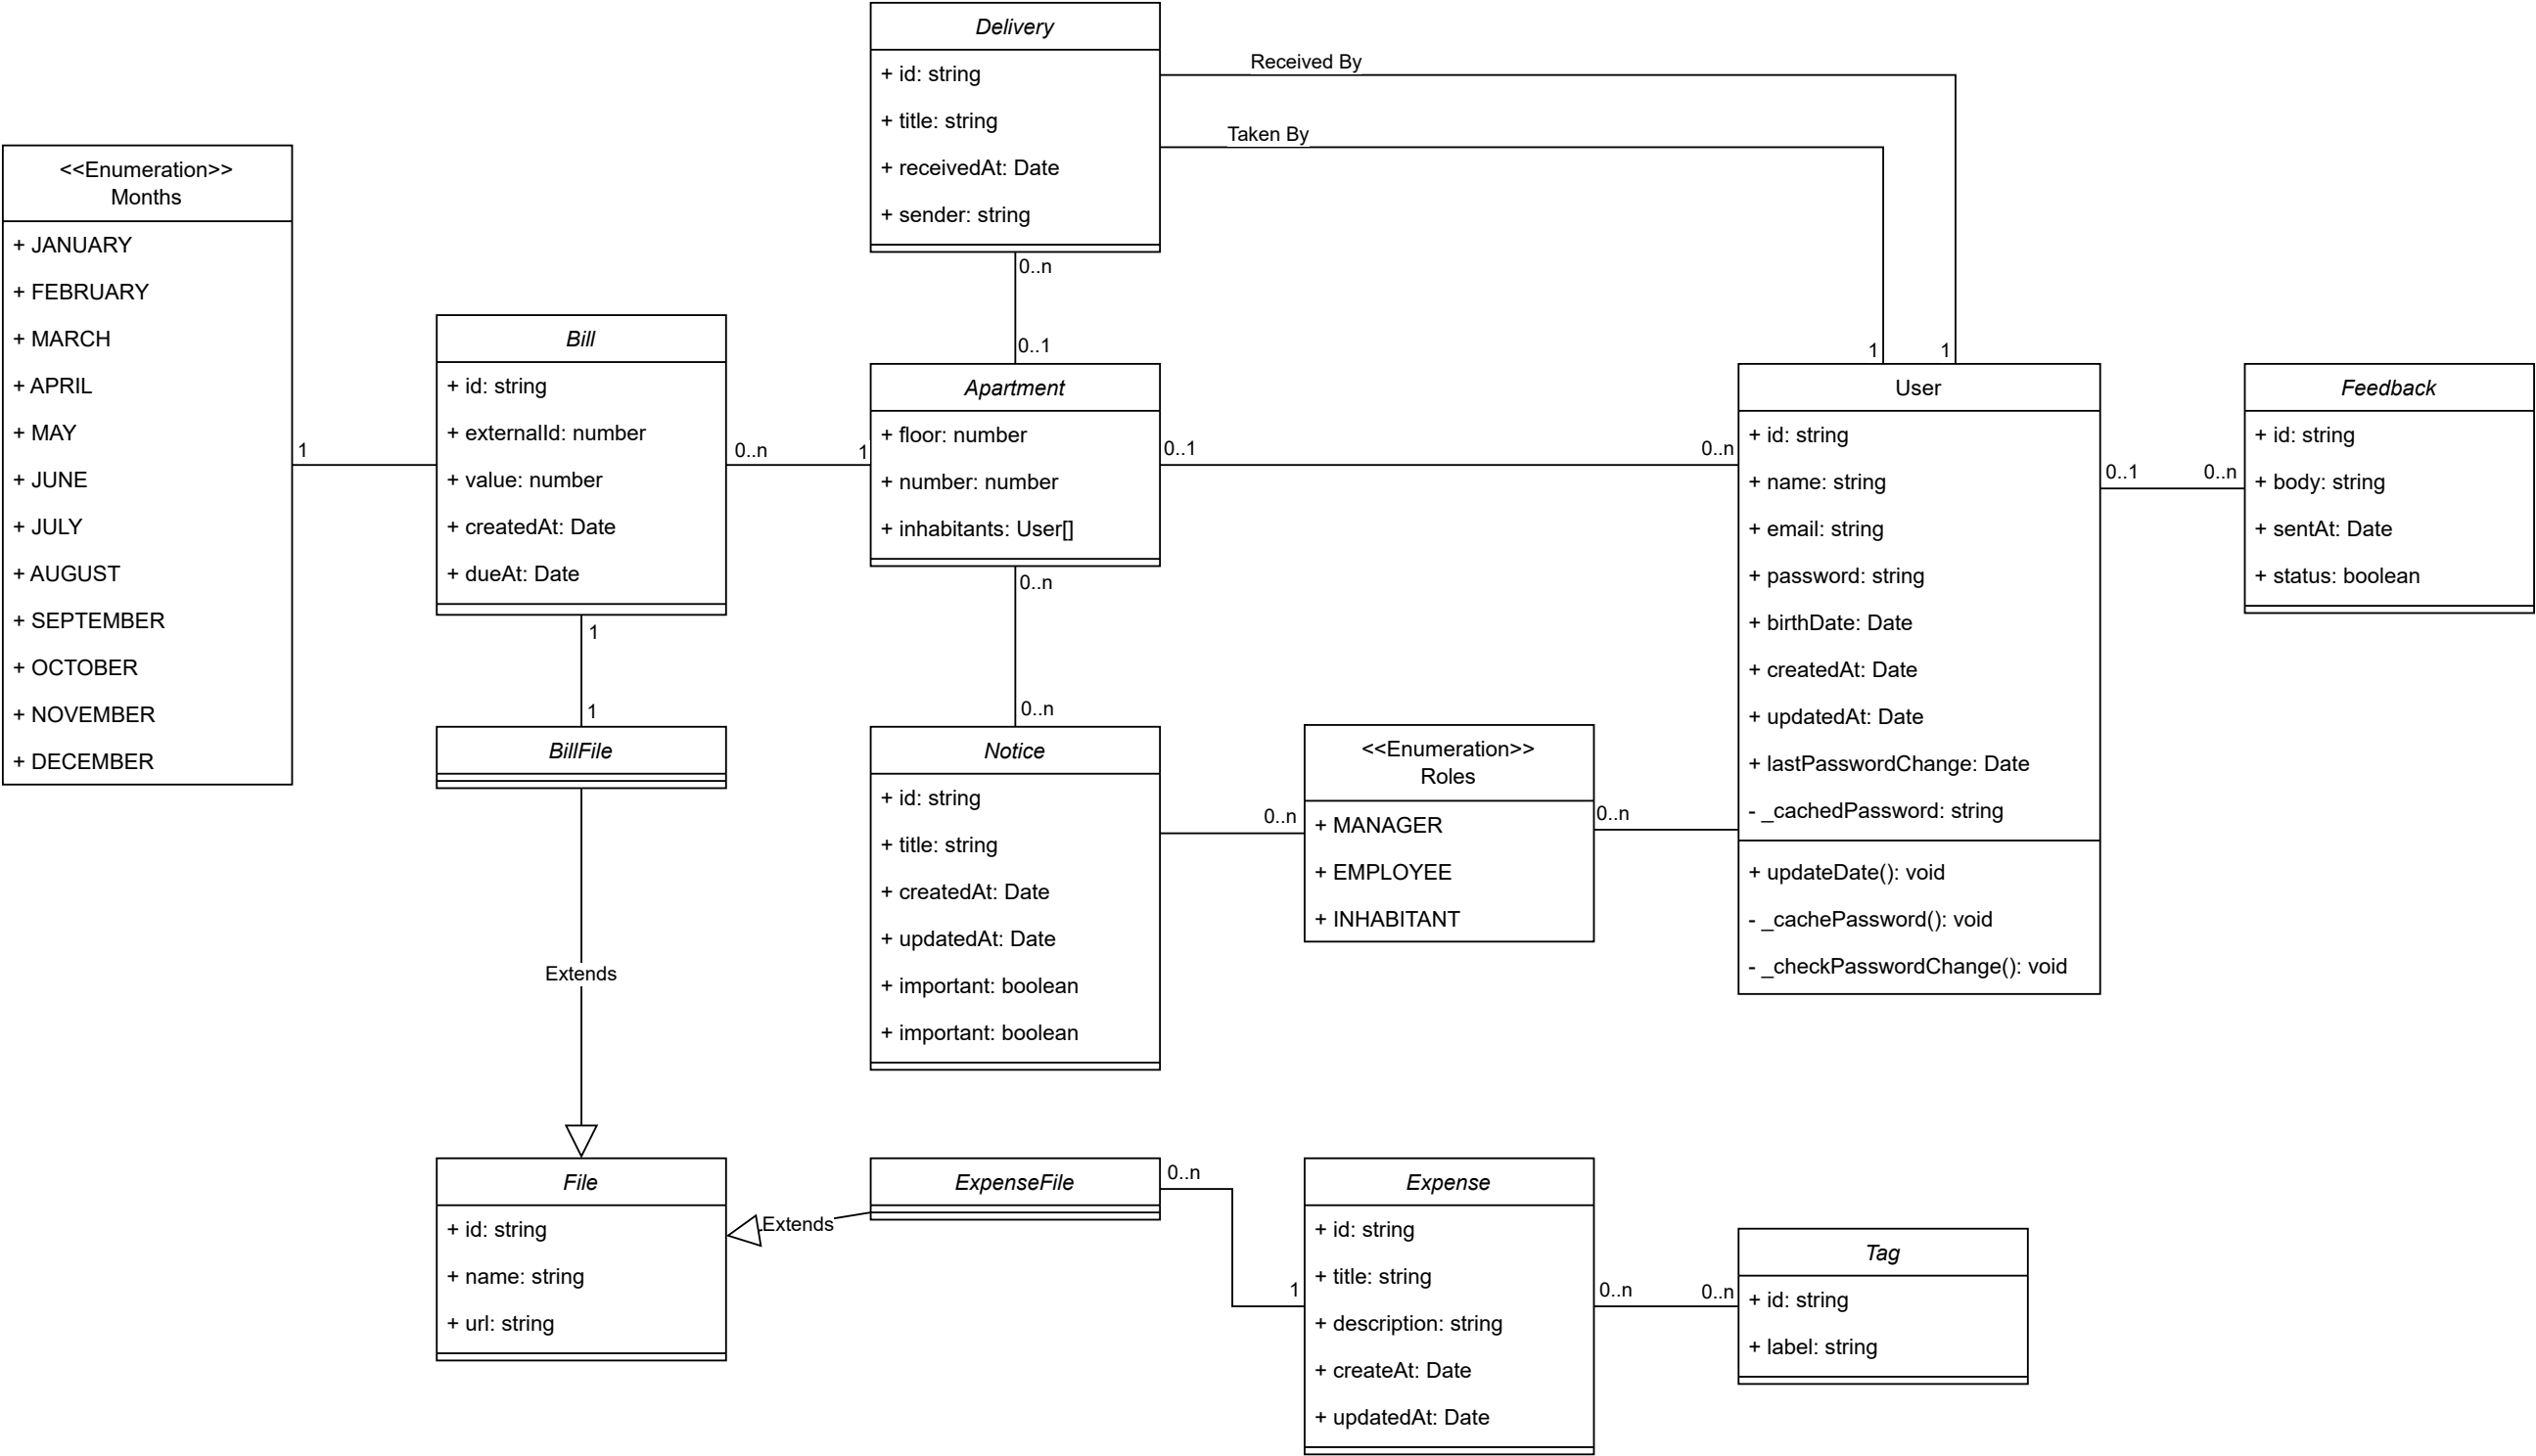 Delivery
+ id: string
+ title: string
+ receivedAt: Date
+ sender: string
Received By
Taken By
<<Enumeration>>
Months
+ JANUARY
+ FEBRUARY
+ MARCH
+ APRIL
+ MAY
+ JUNE
+ JULY
+ AUGUST
+ SEPTEMBER
+ OCTOBER
+ NOVEMBER
+ DECEMBER
1
Bill
+ id: string
+ externalId: number
+ value: number
+ createdAt: Date
+ dueAt: Date
0..n
1
0..n
0..1
Apartment
+ floor: number
+ number: number
+ inhabitants: User[]
0..1
0..n
1
1
User
+ id: string
+ name: string
+ email: string
+ password: string
+ birthDate: Date
+ createdAt: Date
+ updatedAt: Date
+ lastPasswordChange: Date
- _cachedPassword: string
+ updateDate(): void
- _cachePassword(): void
- _checkPasswordChange(): void
0..1
0..n
Feedback
+ id: string
+ body: string
+ sentAt: Date
+ status: boolean
1
1
BillFile
Extends
0..n
0..n
Notice
+ id: string
+ title: string
+ createdAt: Date
+ updatedAt: Date
+ important: boolean
+ important: boolean
0..n
<<Enumeration>>
Roles
+ MANAGER
+ EMPLOYEE
+ INHABITANT
0..n
File
+ id: string
+ name: string
+ url: string
Extends
ExpenseFile
0..n
1
Expense
+ id: string
+ title: string
+ description: string
+ createAt: Date
+ updatedAt: Date
0..n
0..n
Tag
+ id: string
+ label: string